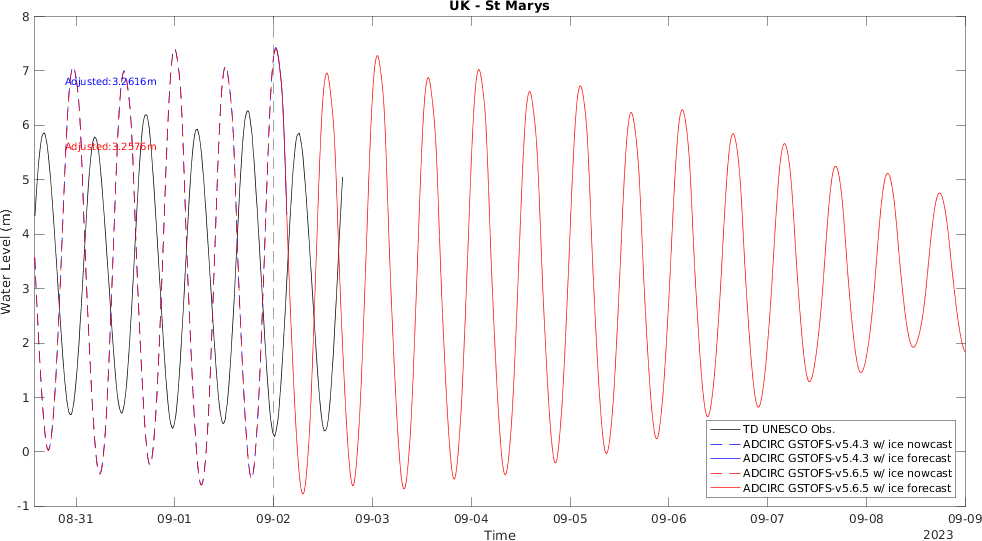 UK - St Marys
8
7
6
5
4
3
2
1
0
-1
Water Level (m)
Adjusted:3.2616m
Adjusted:3.2576m
08-31
09-01
09-02
09-03
09-04
09-05
09-06
09-07
09-08
09-09
Time
2023
TD UNESCO Obs.
ADCIRC GSTOFS-v5.4.3 w/ ice nowcast
ADCIRC GSTOFS-v5.4.3 w/ ice forecast
ADCIRC GSTOFS-v5.6.5 w/ ice nowcast
ADCIRC GSTOFS-v5.6.5 w/ ice forecast